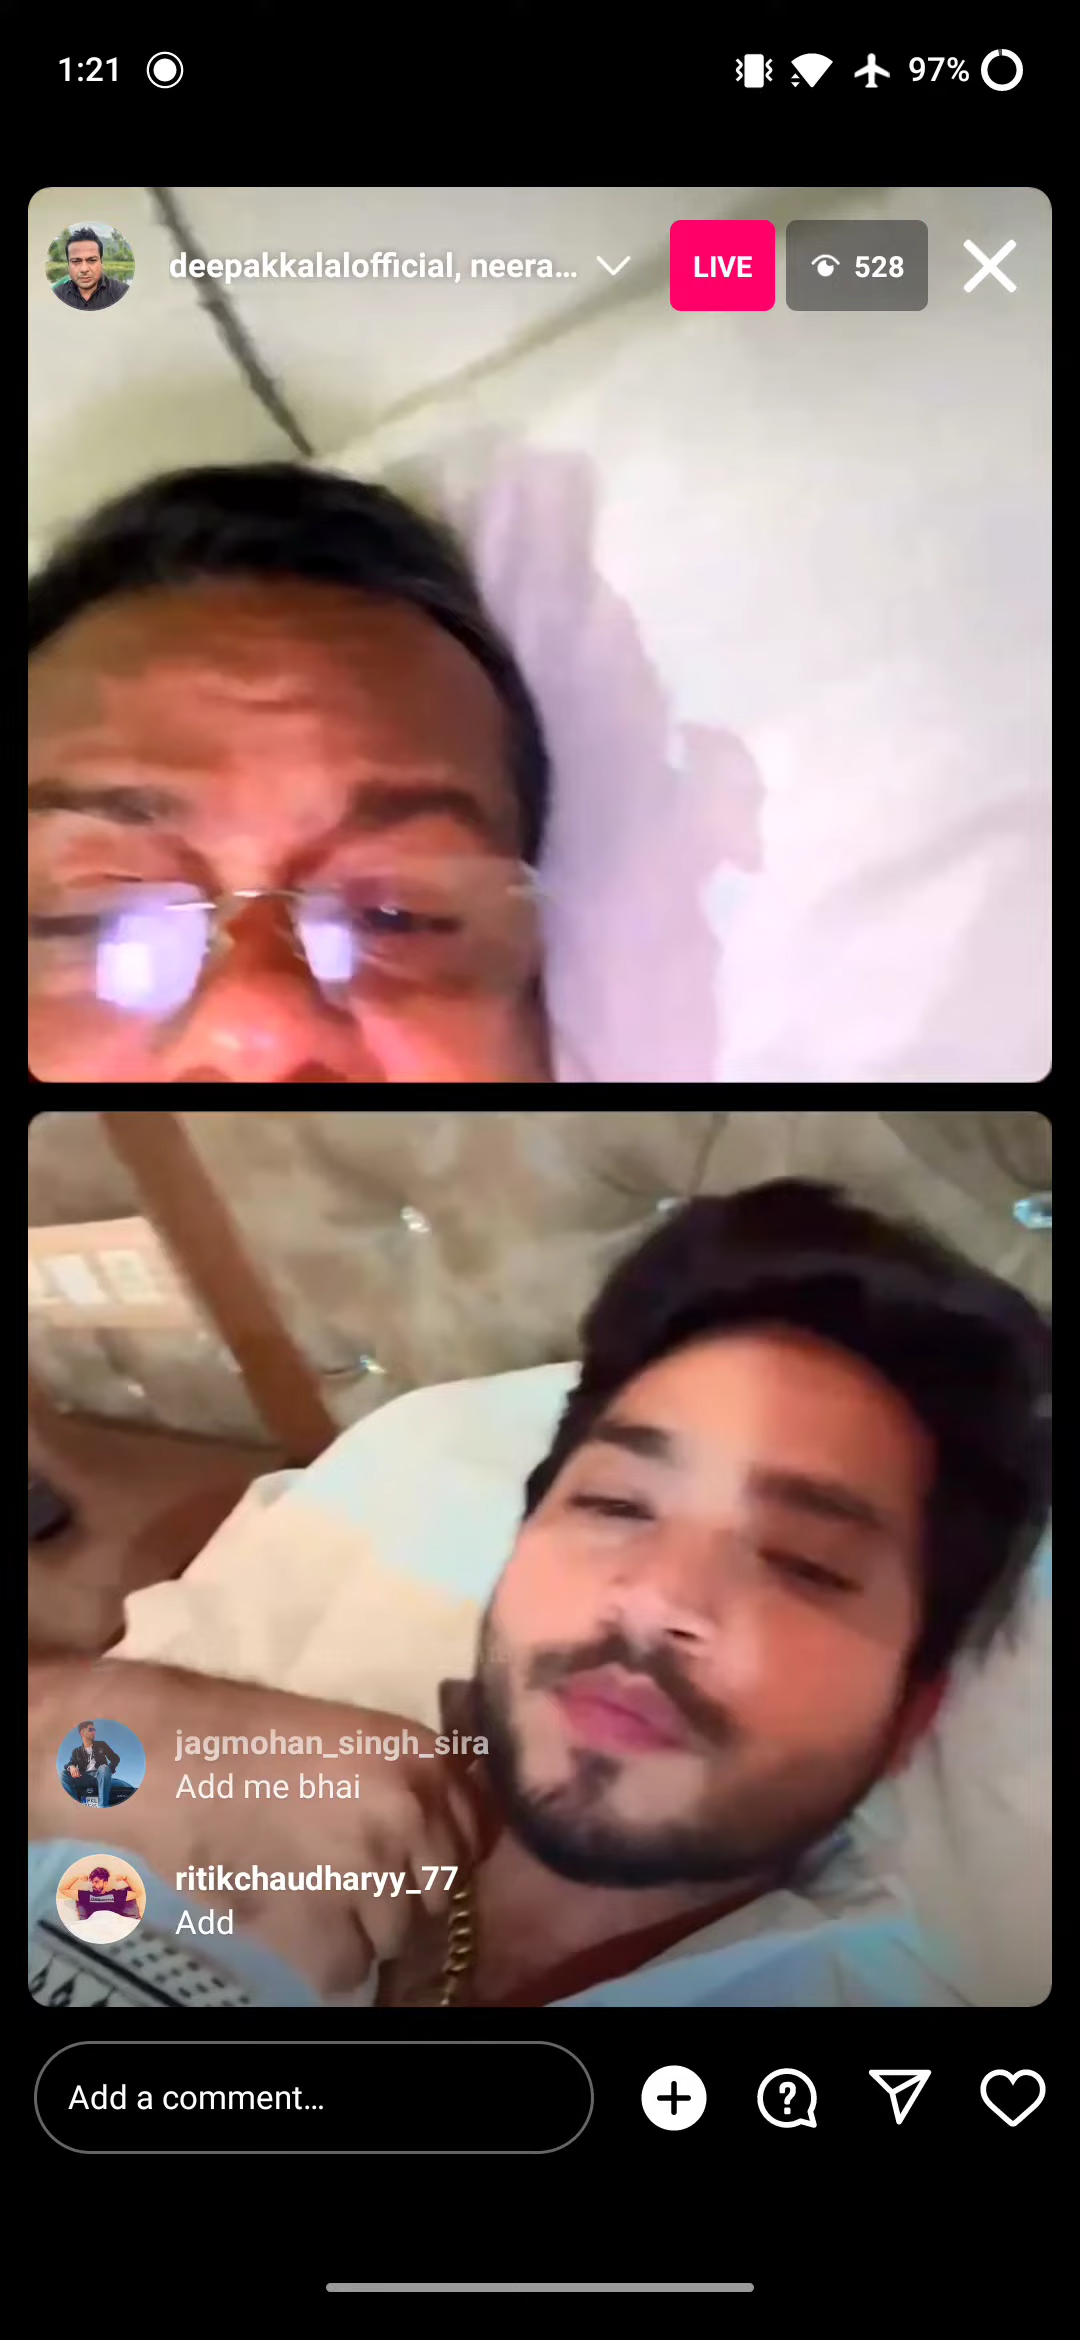 1:21
97%
deepakkalalofficial, neera...
LIVE
528
jagmohan_singh_sira
Add me bhai
ritikchaudharyy_77
Add
Add a comment...